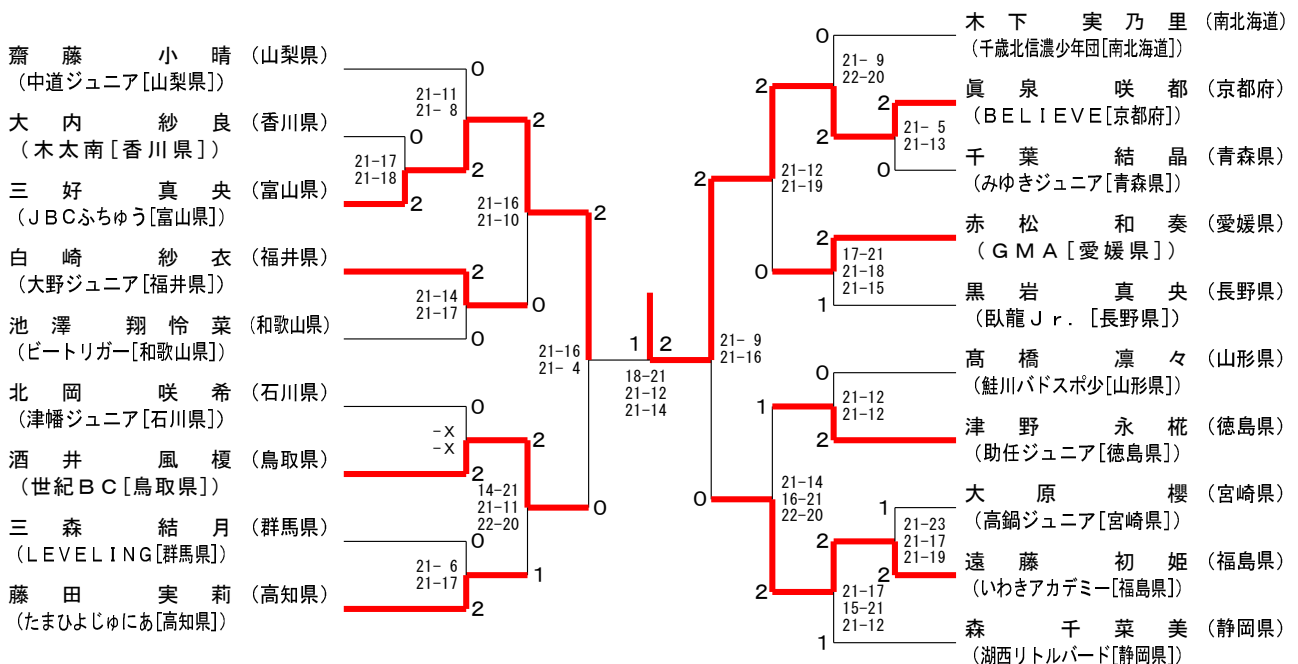 齋藤 小晴 (山梨県)
(中道ジュニア[山梨県])
大内 紗良 (香川県)
(木太南[香川県])
三好 真央 (富山県)
(JBCふちゅう[富山県])
白崎 紗衣 (福井県)
(大野ジュニア[福井県])
池澤 翔怜菜 (和歌山県)
(ビートリガー[和歌山県])
北岡 咲希 (石川県)
(津幡ジュニア[石川県])
酒井 風榎 (鳥取県)
(世紀BC[鳥取県])
三森 結月 (群馬県)
(LEVELING[群馬県])
藤田 実莉 (高知県)
(たまひよじゅにあ[高知県])
0
21-11
21- 8
2
0
21-17
21-18
2
2
21-16
21-10
2
2
21-14
21-17
0
0
21-16
21- 4
0
-X
-X
2
2
14-21
21-11
22-20
0
0
21- 6
21-17
1
2
1
2
18-21
21-12
21-14
21- 9
21-16
2
0
0
21- 9
22-20
2
2
2
21- 5
21-13
0
21-12
21-19
2
17-21
21-18
21-15
0
1
0
21-12
21-12
1
2
21-14
16-21
22-20
1
21-23
21-17
21-19
2
2
2
21-17
15-21
21-12
1
木下 実乃里 (南北海道)
(千歳北信濃少年団[南北海道])
眞泉 咲都 (京都府)
(BELIEVE[京都府])
千葉 結晶 (青森県)
(みゆきジュニア[青森県])
赤松 和奏 (愛媛県)
(GMA[愛媛県])
黒岩 真央 (長野県)
(臥龍Jr.[長野県])
髙橋 凛々 (山形県)
(鮭川バドスポ少[山形県])
津野 永椛 (徳島県)
(助任ジュニア[徳島県])
大原 櫻 (宮崎県)
(高鍋ジュニア[宮崎県])
遠藤 初姫 (福島県)
(いわきアカデミー[福島県])
森 千菜美 (静岡県)
(湖西リトルバード[静岡県])